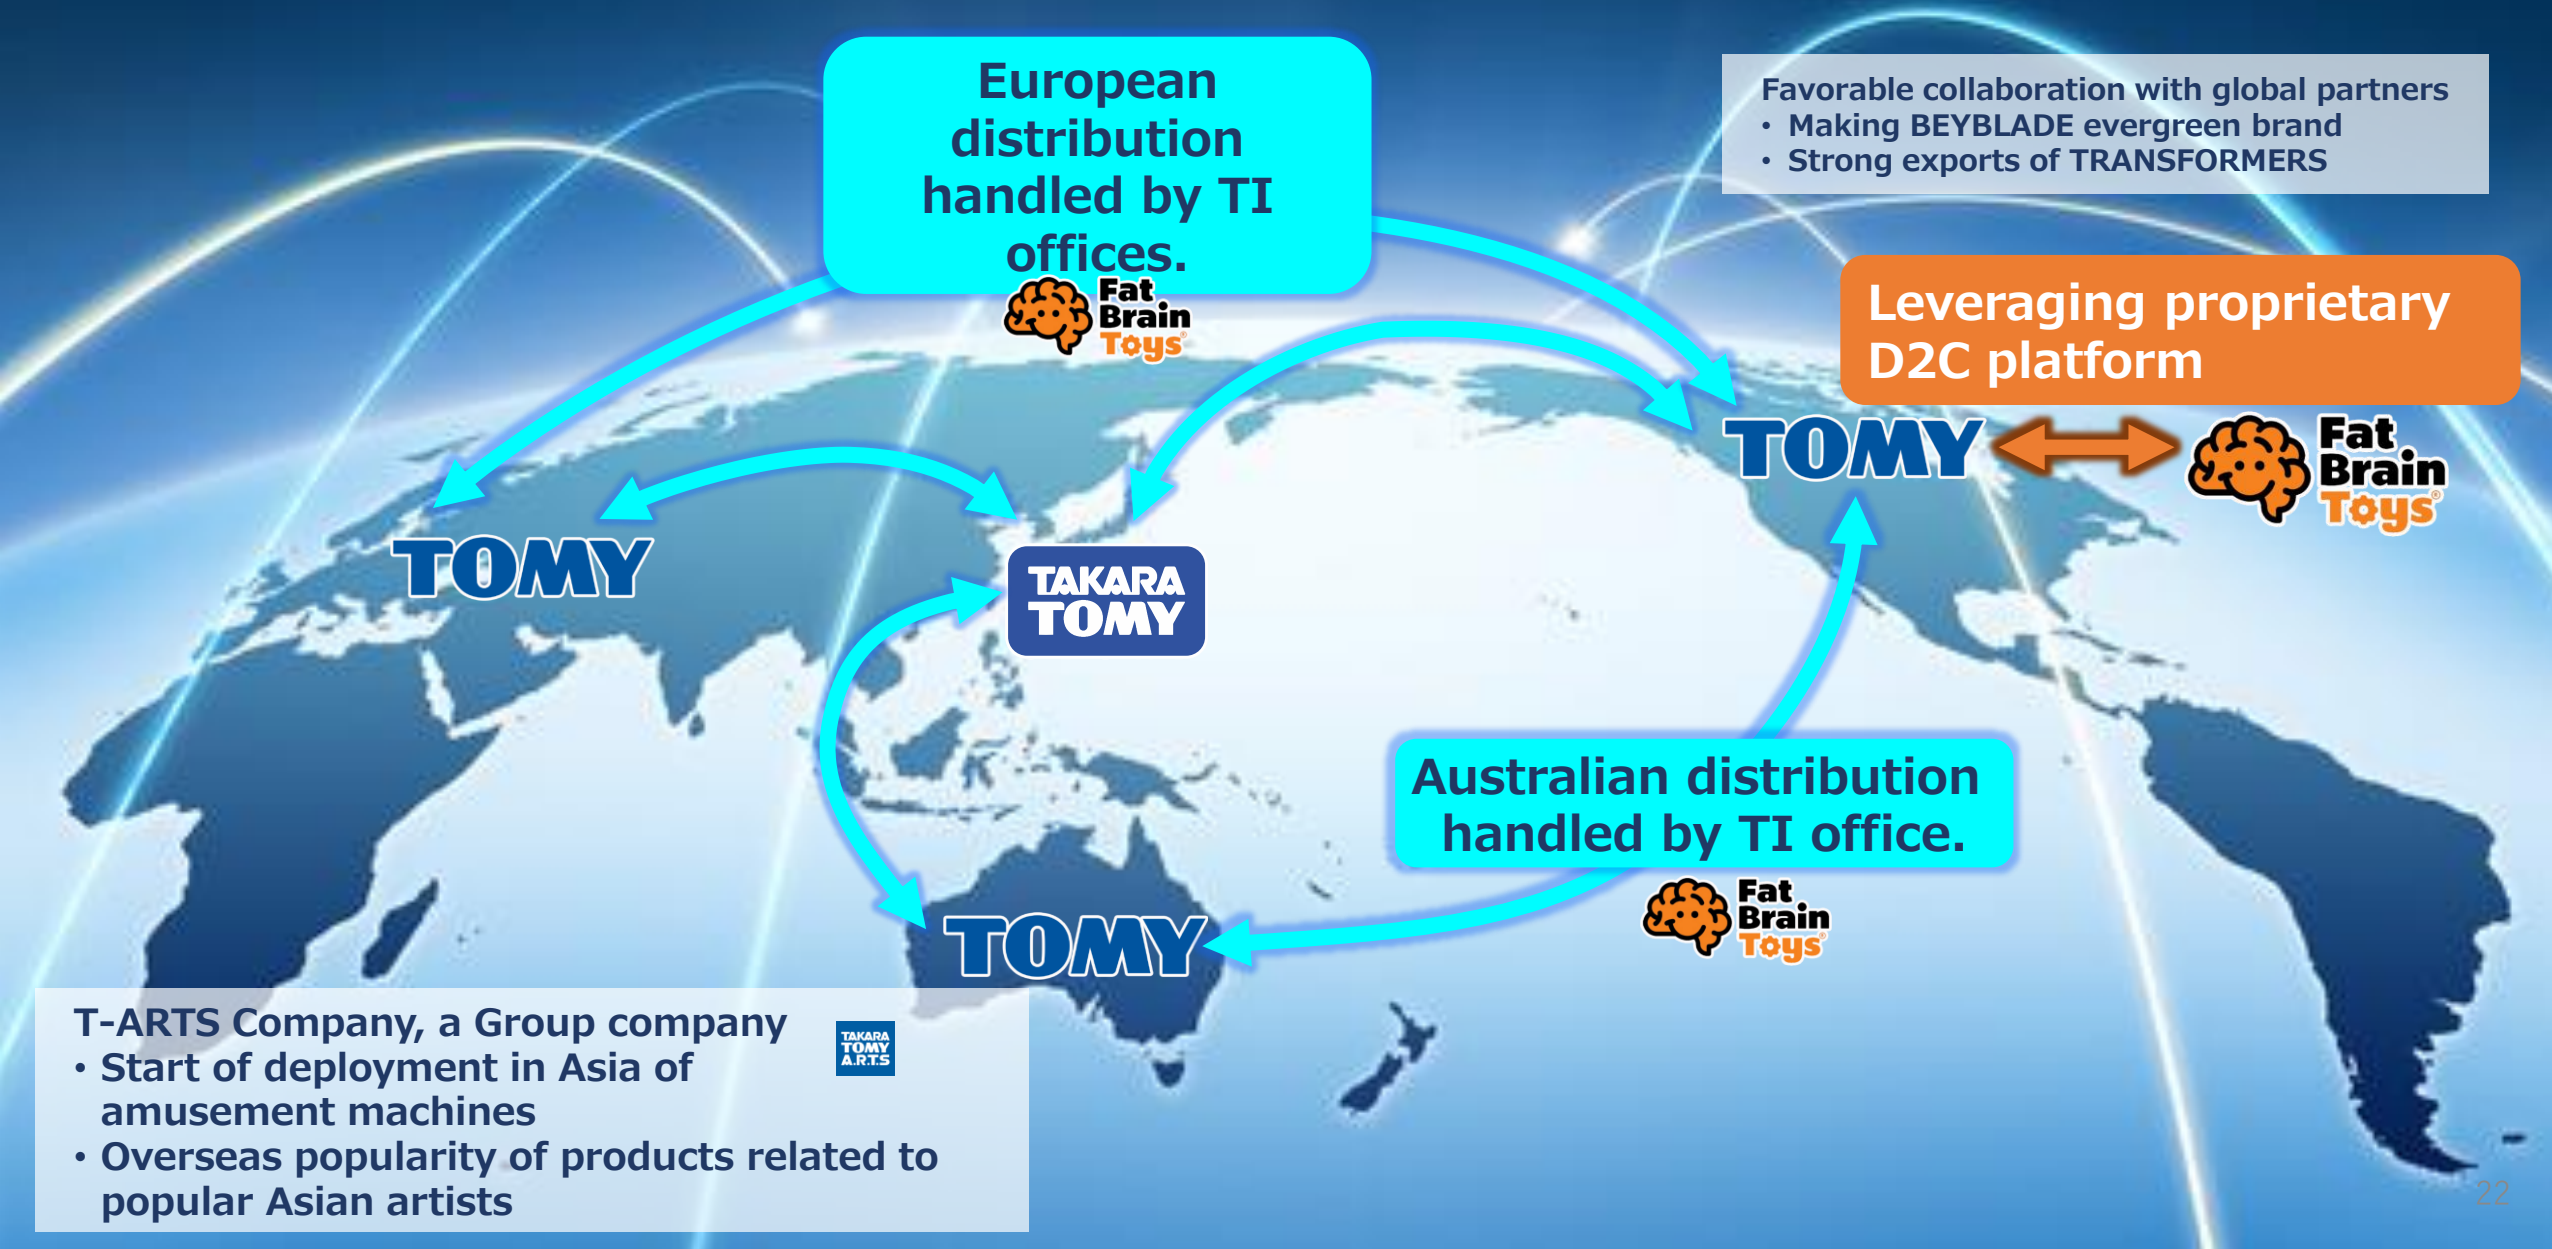 European
distribution
handled by TI
offices.
Fat
Brain
Toys®
Favorable collaboration with global partners
• Making BEYBLADE evergreen brand
• Strong exports of TRANSFORMERS
Leveraging proprietary
D2C platform
TOMY
Fat
Brain
Toys®
TOMY
TAKARA
TOMY
Australian distribution
handled by TI office.
Fat
Brain
Toys®
TOMY
T-ARTS Company, a Group company
• Start of deployment in Asia of
amusement machines
• Overseas popularity of products related to
popular Asian artists
TAKARA
TOMY
A.R.T.S
22